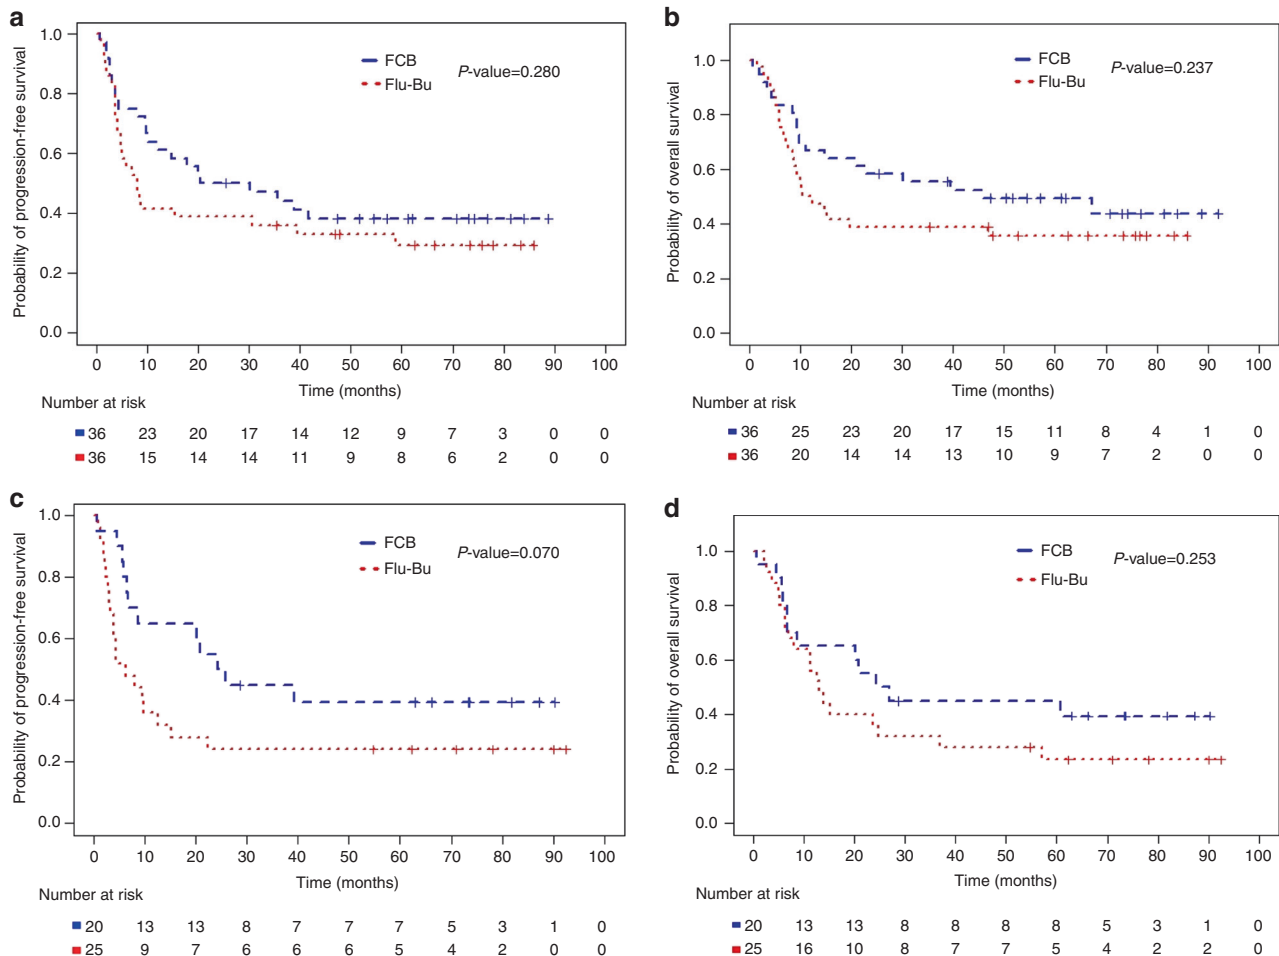 a
Probability of progression-free survival
1.0
0.8
0.6
0.4
0.2
0.0
FCB
Flu-Bu
P-value=0.280
0 10 20 30 40 50 60 70 80 90 100
Time (months)
Number at risk
36 23 20 17 14 12 9 7 3 0 0
36 15 14 14 11 9 8 6 2 0 0
b
Probability of overall survival
1.0
0.8
0.6
0.4
0.2
0.0
FCB
Flu-Bu
P-value=0.237
0 10 20 30 40 50 60 70 80 90 100
Time (months)
Number at risk
36 25 23 20 17 15 11 8 4 1 0
36 20 14 14 13 10 9 7 2 0 0
c
Probability of progression-free survival
1.0
0.8
0.6
0.4
0.2
0.0
FCB
Flu-Bu
P-value=0.070
0 10 20 30 40 50 60 70 80 90 100
Time (months)
Number at risk
20 13 13 8 7 7 7 5 3 1 0
25 9 7 6 6 6 5 4 2 0 0
d
Probability of overall survival
1.0
0.8
0.6
0.4
0.2
0.0
FCB
Flu-Bu
P-value=0.253
0 10 20 30 40 50 60 70 80 90 100
Time (months)
Number at risk
20 13 13 8 8 8 8 5 3 1 0
25 16 10 8 7 7 5 4 2 2 0